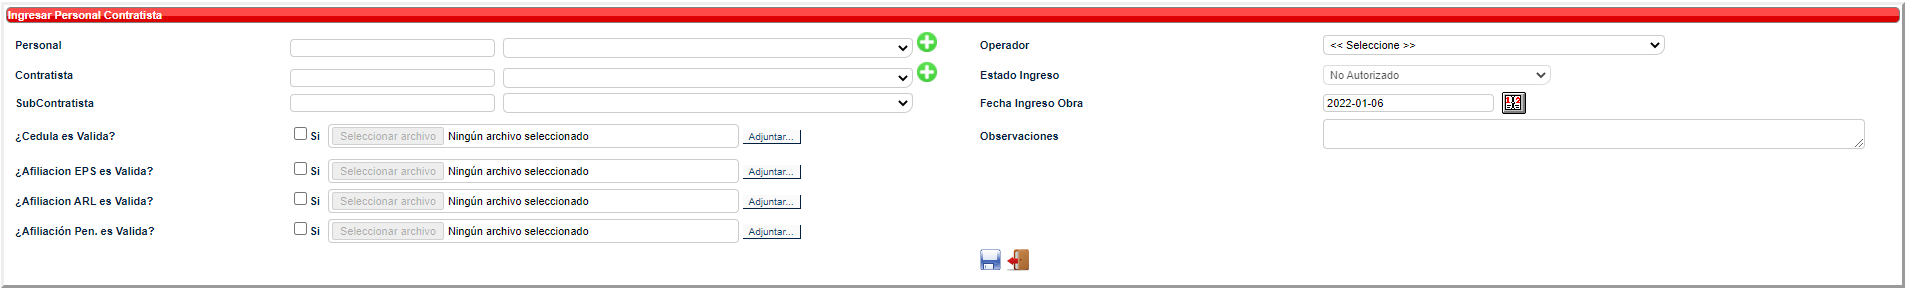 Ingresar Personal Contratista
Personal
Operador
<< Seleccione >>
Contratista
Estado Ingreso
No Autorizado
SubContratista
Fecha Ingreso Obra
2022-01-06
¿Cedula es Valida?
Si
Seleccionar archivo
Ningún archivo seleccionado
Adjuntar...
Observaciones
¿Afiliacion EPS es Valida?
Si
Seleccionar archivo
Ningún archivo seleccionado
Adjuntar...
¿Afiliacion ARL es Valida?
Si
Seleccionar archivo
Ningún archivo seleccionado
Adjuntar...
¿Afiliación Pen. es Valida?
Si
Seleccionar archivo
Ningún archivo seleccionado
Adjuntar...